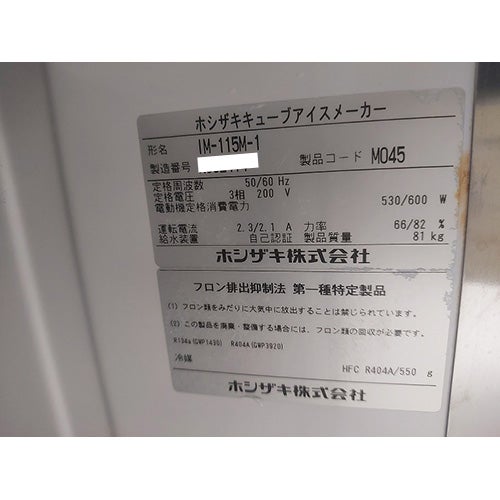 ホシザキキューブアイスメーカー
形名 IM-115M-1
製造番号
製品コード M045
定格周波数 50/60 Hz
定格電圧 3相 200 V
電動機定格消費電力 530/600 W
運転電流 2.3/2.1 A 力率 66/82 %
給水装置 自己認証 製品質量 81 kg
ホシザキ株式会社
フロン排出抑制法 第一種特定製品
(1) フロン類をみだりに大気中に放出することは禁じられています。
(2) この製品を廃棄・整備する場合には、フロン類の回収が必要です。
R134a(GWP1430) R404A(GWP3920)
冷媒 HFC R404A/550 g
ホシザキ株式会社